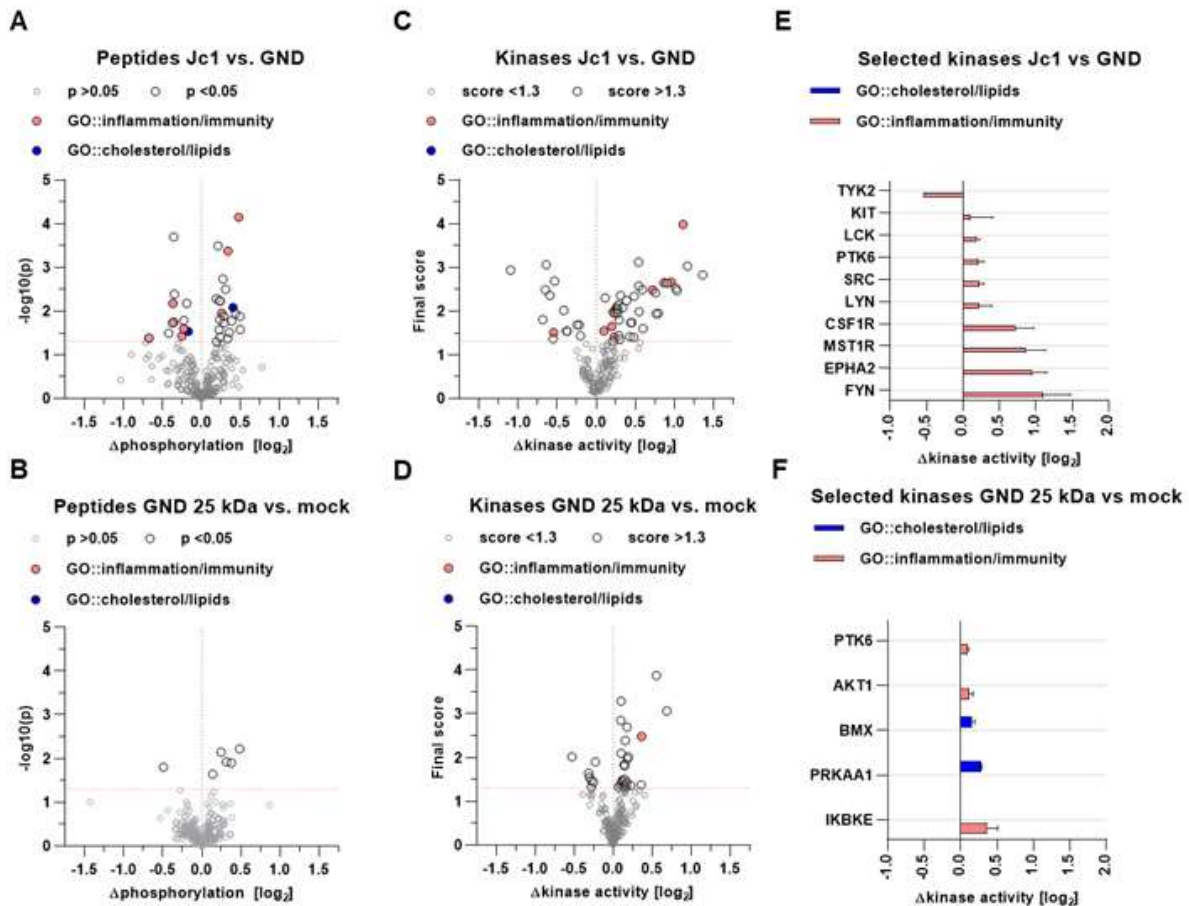 A
Peptides Jc1 vs. GND
p >0.05 p <0.05
GO::inflammation/immunity
GO::cholesterol/lipids
5
4
3
2
1
0
-log10(p)
-1.5 -1.0 -0.5 0.0 0.5 1.0 1.5
Δphosphorylation [log2]
C
Kinases Jc1 vs. GND
score <1.3 score >1.3
GO::inflammation/immunity
GO::cholesterol/lipids
5
4
3
2
1
0
Final score
-1.5 -1.0 -0.5 0.0 0.5 1.0 1.5
Δkinase activity [log2]
E
Selected kinases Jc1 vs GND
GO::cholesterol/lipids
GO::inflammation/immunity
TYK2
KIT
LCK
PTK6
SRC
LYN
CSF1R
MST1R
EPHA2
FYN
-1.0 -0.5 0.0 0.5 1.0 1.5 2.0
Δkinase activity [log2]
B
Peptides GND 25 kDa vs. mock
p >0.05 p <0.05
GO::inflammation/immunity
GO::cholesterol/lipids
5
4
3
2
1
0
-log10(p)
-1.5 -1.0 -0.5 0.0 0.5 1.0 1.5
Δphosphorylation [log2]
D
Kinases GND 25 kDa vs. mock
score <1.3 score >1.3
GO::inflammation/immunity
GO::cholesterol/lipids
5
4
3
2
1
0
Final score
-1.5 -1.0 -0.5 0.0 0.5 1.0 1.5
Δkinase activity [log2]
F
Selected kinases GND 25 kDa vs mock
GO::cholesterol/lipids
GO::inflammation/immunity
PTK6
AKT1
BMX
PRKAA1
IKBKE
-1.0 -0.5 0.0 0.5 1.0 1.5 2.0
Δkinase activity [log2]